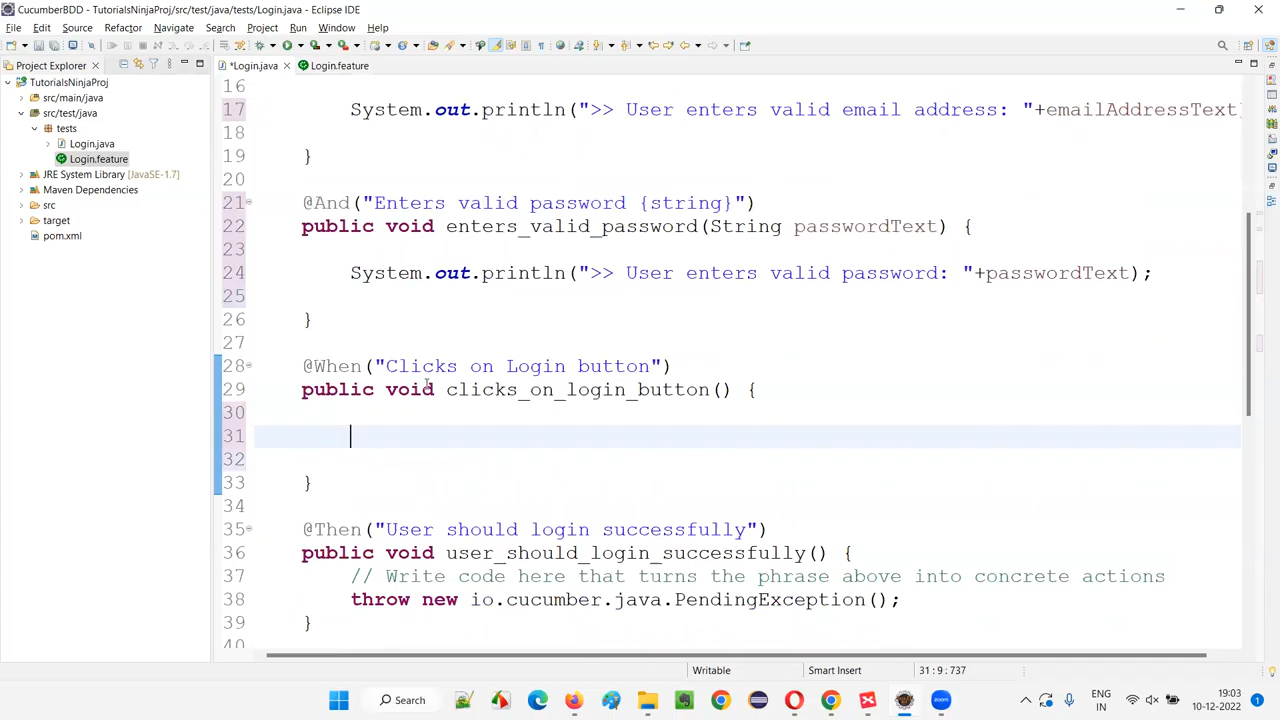 CucumberBDD - TutorialsNinjaProj/src/test/java/tests/Login.java - Eclipse IDE
File Edit Source Refactor Navigate Search Project Run Window Help
Project Explorer
*Login.java
Login.feature
TutorialsNinjaProj
src/main/java
src/test/java
tests
Login.java
Login.feature
JRE System Library [JavaSE-1.7]
Maven Dependencies
src
target
pom.xml
16
17 System.out.println(">> User enters valid email address: "+emailAddressText)
18
19 }
20
21 @And("Enters valid password {string}")
22 public void enters_valid_password(String passwordText) {
23
24 System.out.println(">> User enters valid password: "+passwordText);
25
26 }
27
28 @When("Clicks on Login button")
29 public void clicks_on_login_button() {
30
31
32
33 }
34
35 @Then("User should login successfully")
36 public void user_should_login_successfully() {
37 // Write code here that turns the phrase above into concrete actions
38 throw new io.cucumber.java.PendingException();
39 }
40
Writable Smart Insert 31 : 9 : 737
Search
zoom
ENG
IN
19:03
10-12-2022
1